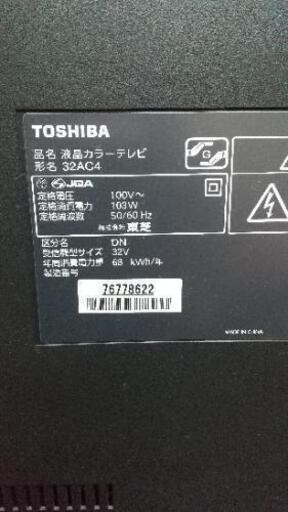 TOSHIBA
品名 液晶カラーテレビ
形名 32AC4
JQA
定格電圧 100V～
定格消費電力 103W
定格周波数 50/60 Hz
株式会社 東芝
区分名 DN
受信機型サイズ 32V
年間消費電力量 68 kWh/年
製造番号
76778622
MADE IN CHINA